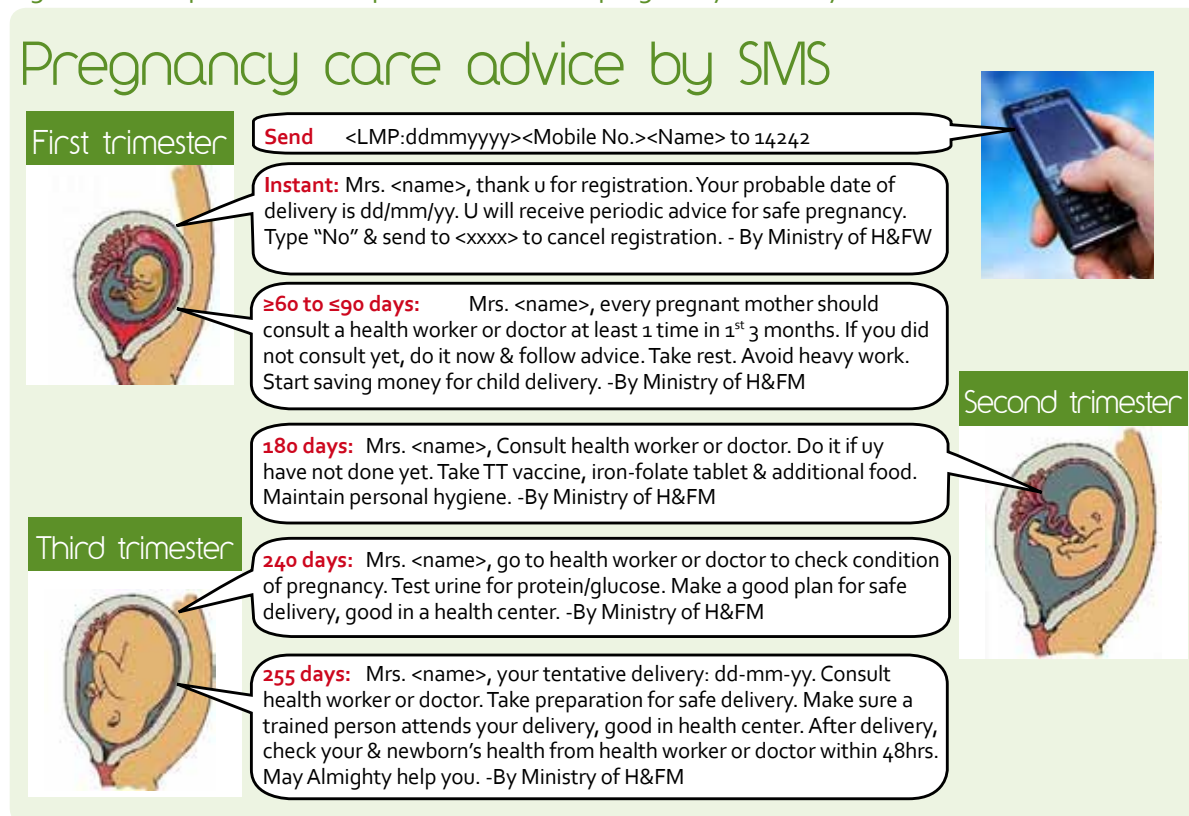 Pregnancy care advice by SMS
First trimester
Send <LMP:ddmmyyyy><Mobile No.><Name> to 14242
Instant: Mrs. <name>, thank u for registration. Your probable date of
delivery is dd/mm/yy. U will receive periodic advice for safe pregnancy.
Type “No” & send to <xxxx> to cancel registration. - By Ministry of H&FW
≥60 to ≤90 days: Mrs. <name>, every pregnant mother should
consult a health worker or doctor at least 1 time in 1st 3 months. If you did
not consult yet, do it now & follow advice. Take rest. Avoid heavy work.
Start saving money for child delivery. -By Ministry of H&FM
Second trimester
180 days: Mrs. <name>, Consult health worker or doctor. Do it if uy
have not done yet. Take TT vaccine, iron-folate tablet & additional food.
Maintain personal hygiene. -By Ministry of H&FM
Third trimester
240 days: Mrs. <name>, go to health worker or doctor to check condition
of pregnancy. Test urine for protein/glucose. Make a good plan for safe
delivery, good in a health center. -By Ministry of H&FM
255 days: Mrs. <name>, your tentative delivery: dd-mm-yy. Consult
health worker or doctor. Take preparation for safe delivery. Make sure a
trained person attends your delivery, good in health center. After delivery,
check your & newborn’s health from health worker or doctor within 48hrs.
May Almighty help you. -By Ministry of H&FM